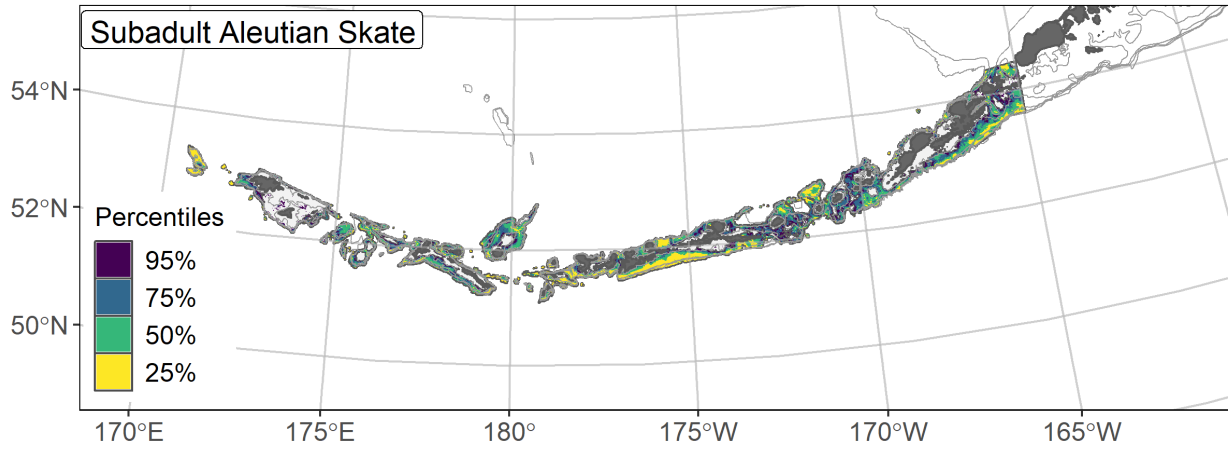 Subadult Aleutian Skate
54°N
52°N
50°N
Percentiles
95%
75%
50%
25%
170°E
175°E
180°
175°W
170°W
165°W